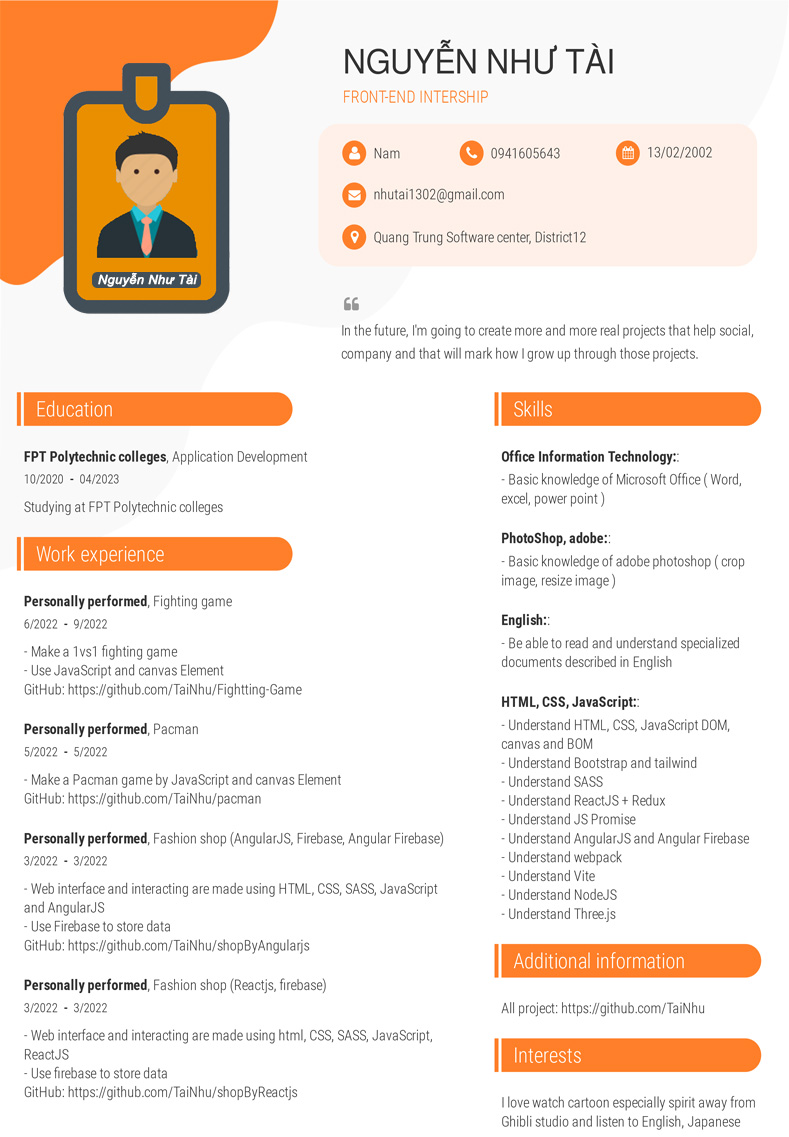 NGUYỄN NHƯ TÀI
FRONT-END INTERSHIP
Nam
0941605643
13/02/2002
nhutai1302@gmail.com
Quang Trung Software center, District12
Nguyễn Như Tài
“
In the future, I'm going to create more and more real projects that help social,
company and that will mark how I grow up through those projects.
Education
FPT Polytechnic colleges, Application Development
10/2020 - 04/2023
Studying at FPT Polytechnic colleges
Work experience
Personally performed, Fighting game
6/2022 - 9/2022
- Make a 1vs1 fighting game
- Use JavaScript and canvas Element
GitHub: https://github.com/TaiNhu/Fightting-Game
Personally performed, Pacman
5/2022 - 5/2022
- Make a Pacman game by JavaScript and canvas Element
GitHub: https://github.com/TaiNhu/pacman
Personally performed, Fashion shop (AngularJS, Firebase, Angular Firebase)
3/2022 - 3/2022
- Web interface and interacting are made using HTML, CSS, SASS, JavaScript
and AngularJS
- Use Firebase to store data
GitHub: https://github.com/TaiNhu/shopByAngularjs
Personally performed, Fashion shop (Reactjs, firebase)
3/2022 - 3/2022
- Web interface and interacting are made using html, CSS, SASS, JavaScript,
ReactJS
- Use firebase to store data
GitHub: https://github.com/TaiNhu/shopByReactjs
Skills
Office Information Technology::
- Basic knowledge of Microsoft Office ( Word,
excel, power point )
PhotoShop, adobe::
- Basic knowledge of adobe photoshop ( crop
image, resize image )
English::
- Be able to read and understand specialized
documents described in English
HTML, CSS, JavaScript::
- Understand HTML, CSS, JavaScript DOM,
canvas and BOM
- Understand Bootstrap and tailwind
- Understand SASS
- Understand ReactJS + Redux
- Understand JS Promise
- Understand AngularJS and Angular Firebase
- Understand webpack
- Understand Vite
- Understand NodeJS
- Understand Three.js
Additional information
All project: https://github.com/TaiNhu
Interests
I love watch cartoon especially spirit away from
Ghibli studio and listen to English, Japanese